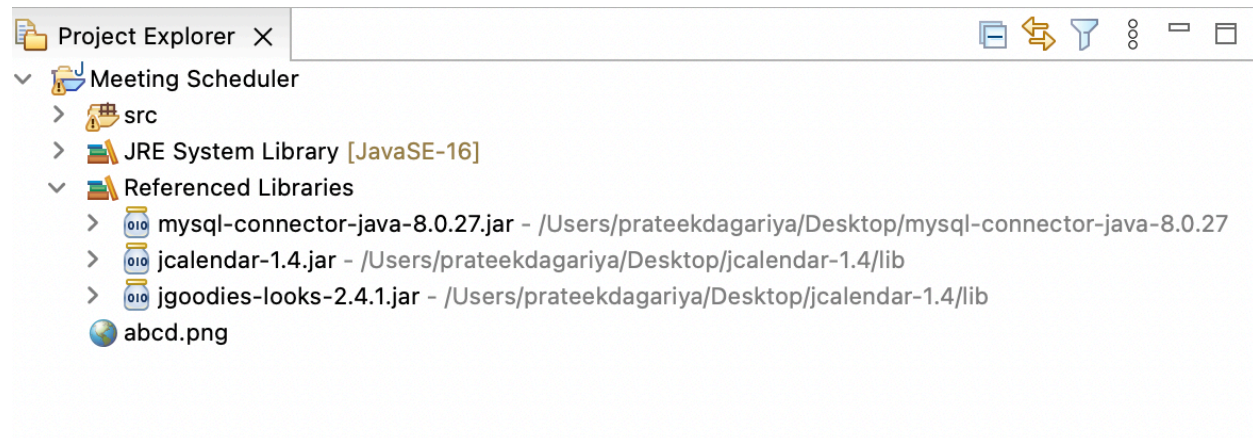 Project Explorer
Meeting Scheduler
src
JRE System Library [JavaSE-16]
Referenced Libraries
mysql-connector-java-8.0.27.jar - /Users/prateekdagariya/Desktop/mysql-connector-java-8.0.27
jcalendar-1.4.jar - /Users/prateekdagariya/Desktop/jcalendar-1.4/lib
jgoodies-looks-2.4.1.jar - /Users/prateekdagariya/Desktop/jcalendar-1.4/lib
abcd.png